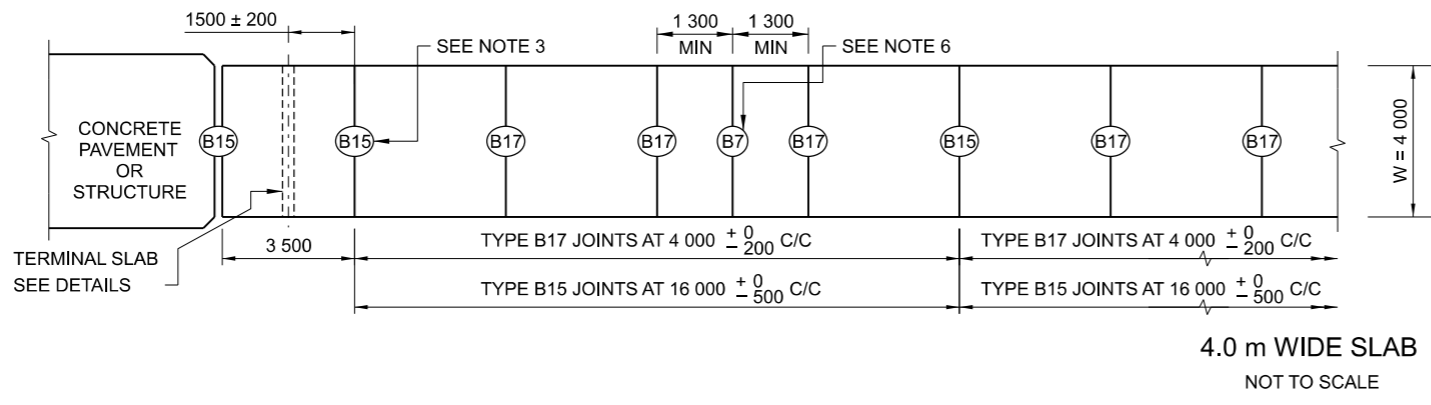 1500 ± 200
1 300
MIN
1 300
MIN
SEE NOTE 3
SEE NOTE 6
CONCRETE
PAVEMENT
OR
STRUCTURE
B15
B15
B17
B17
B7
B17
B15
B17
B17
W = 4 000
TERMINAL SLAB
SEE DETAILS
3 500
TYPE B17 JOINTS AT 4 000 + 0 − 200 C/C
TYPE B17 JOINTS AT 4 000 + 0 − 200 C/C
TYPE B15 JOINTS AT 16 000 + 0 − 500 C/C
TYPE B15 JOINTS AT 16 000 + 0 − 500 C/C
4.0 m WIDE SLAB
NOT TO SCALE